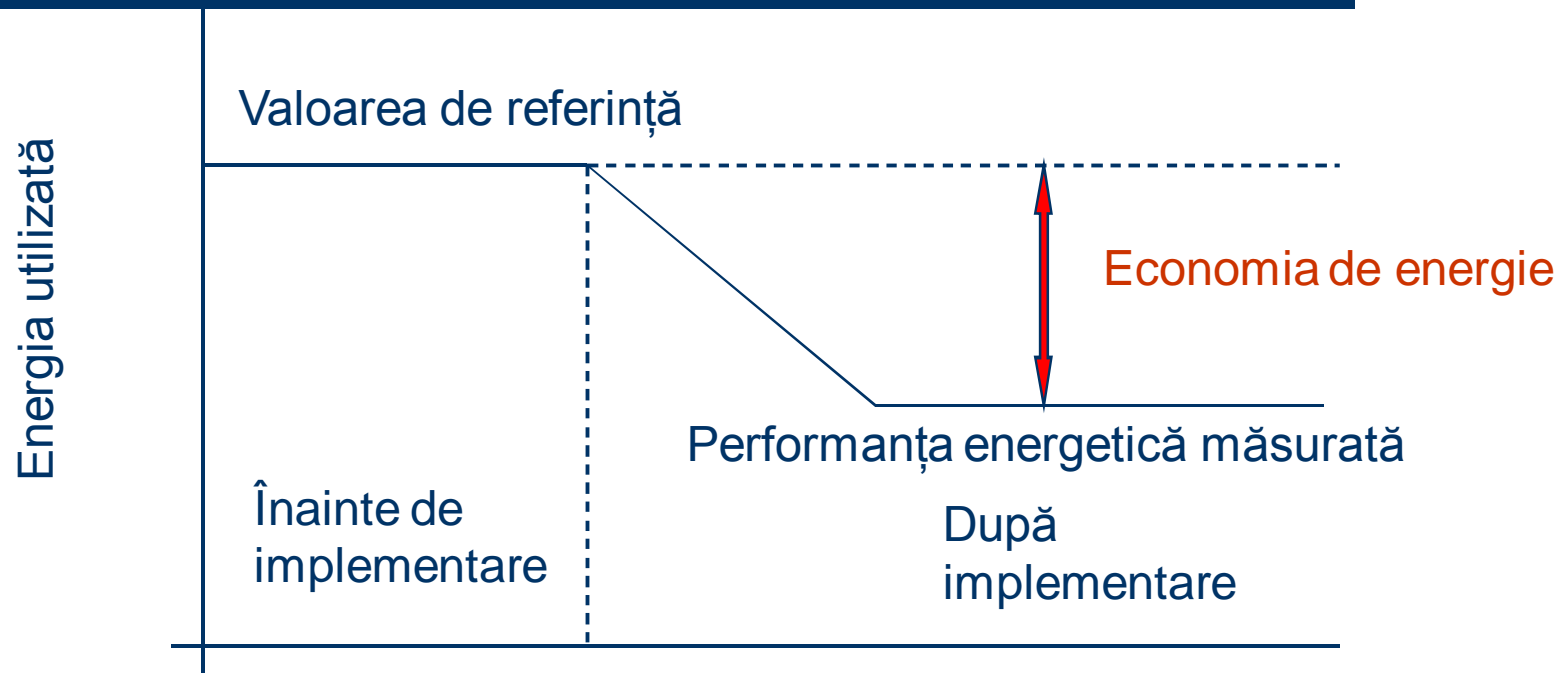 Energia utilizată
Valoarea de referință
Economia de energie
Performanța energetică măsurată
Înainte de
implementare
După
implementare